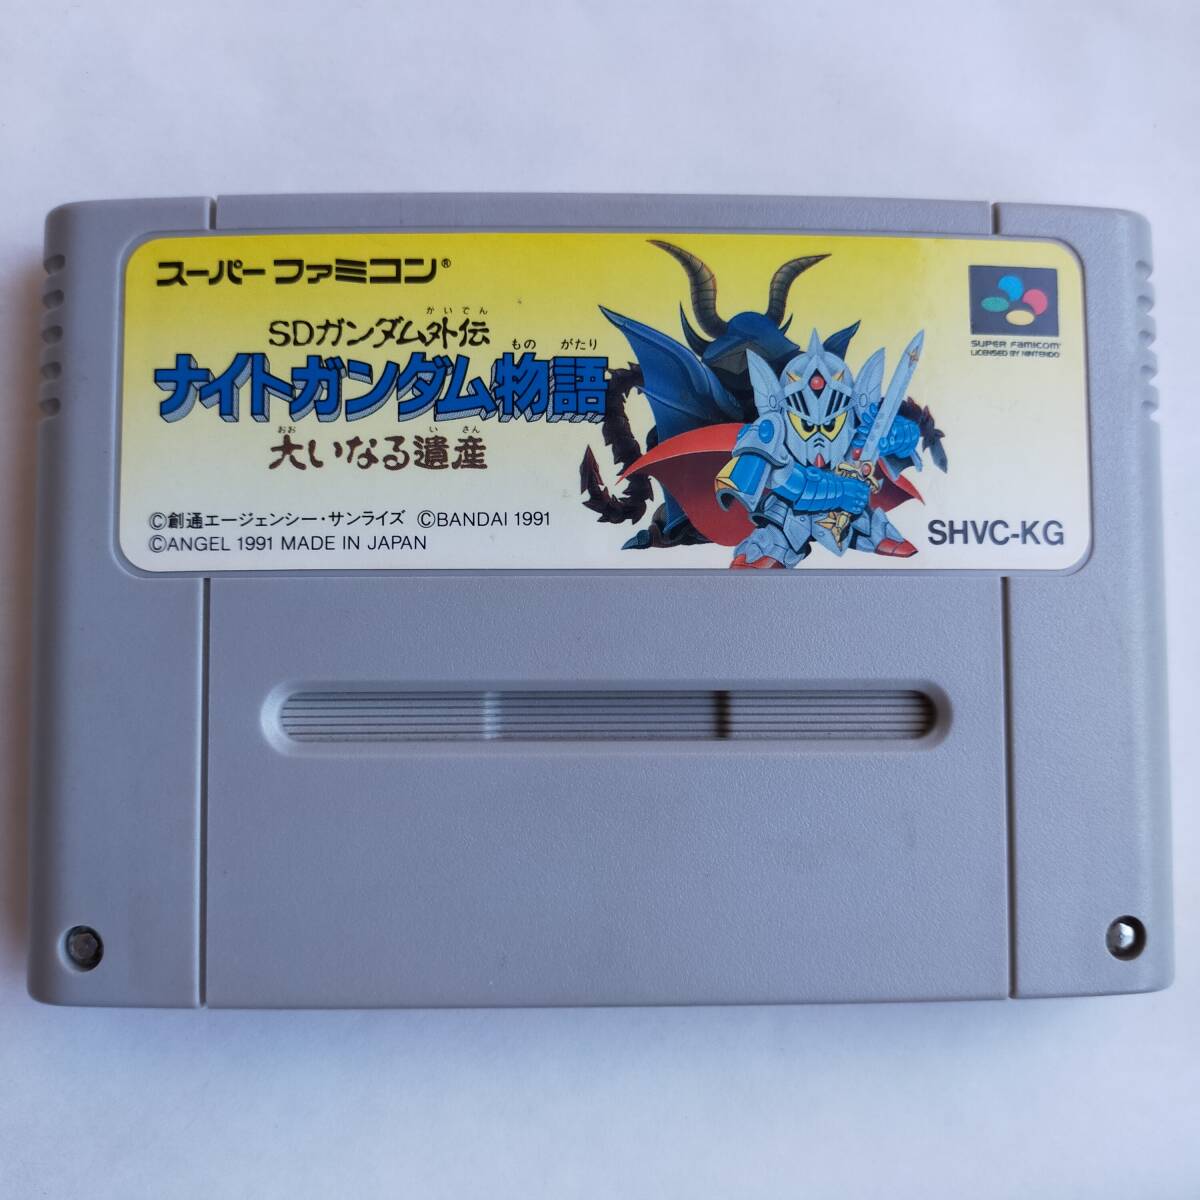 スーパーファミコン®
かいでん
SDガンダム外伝
ものがたり
ナイトガンダム物語
おおいさん
大いなる遺産
©創通エージェンシー・サンライズ ©BANDAI 1991
©ANGEL 1991 MADE IN JAPAN
SUPER FAMICOM
LICENSED BY NINTENDO
SHVC-KG